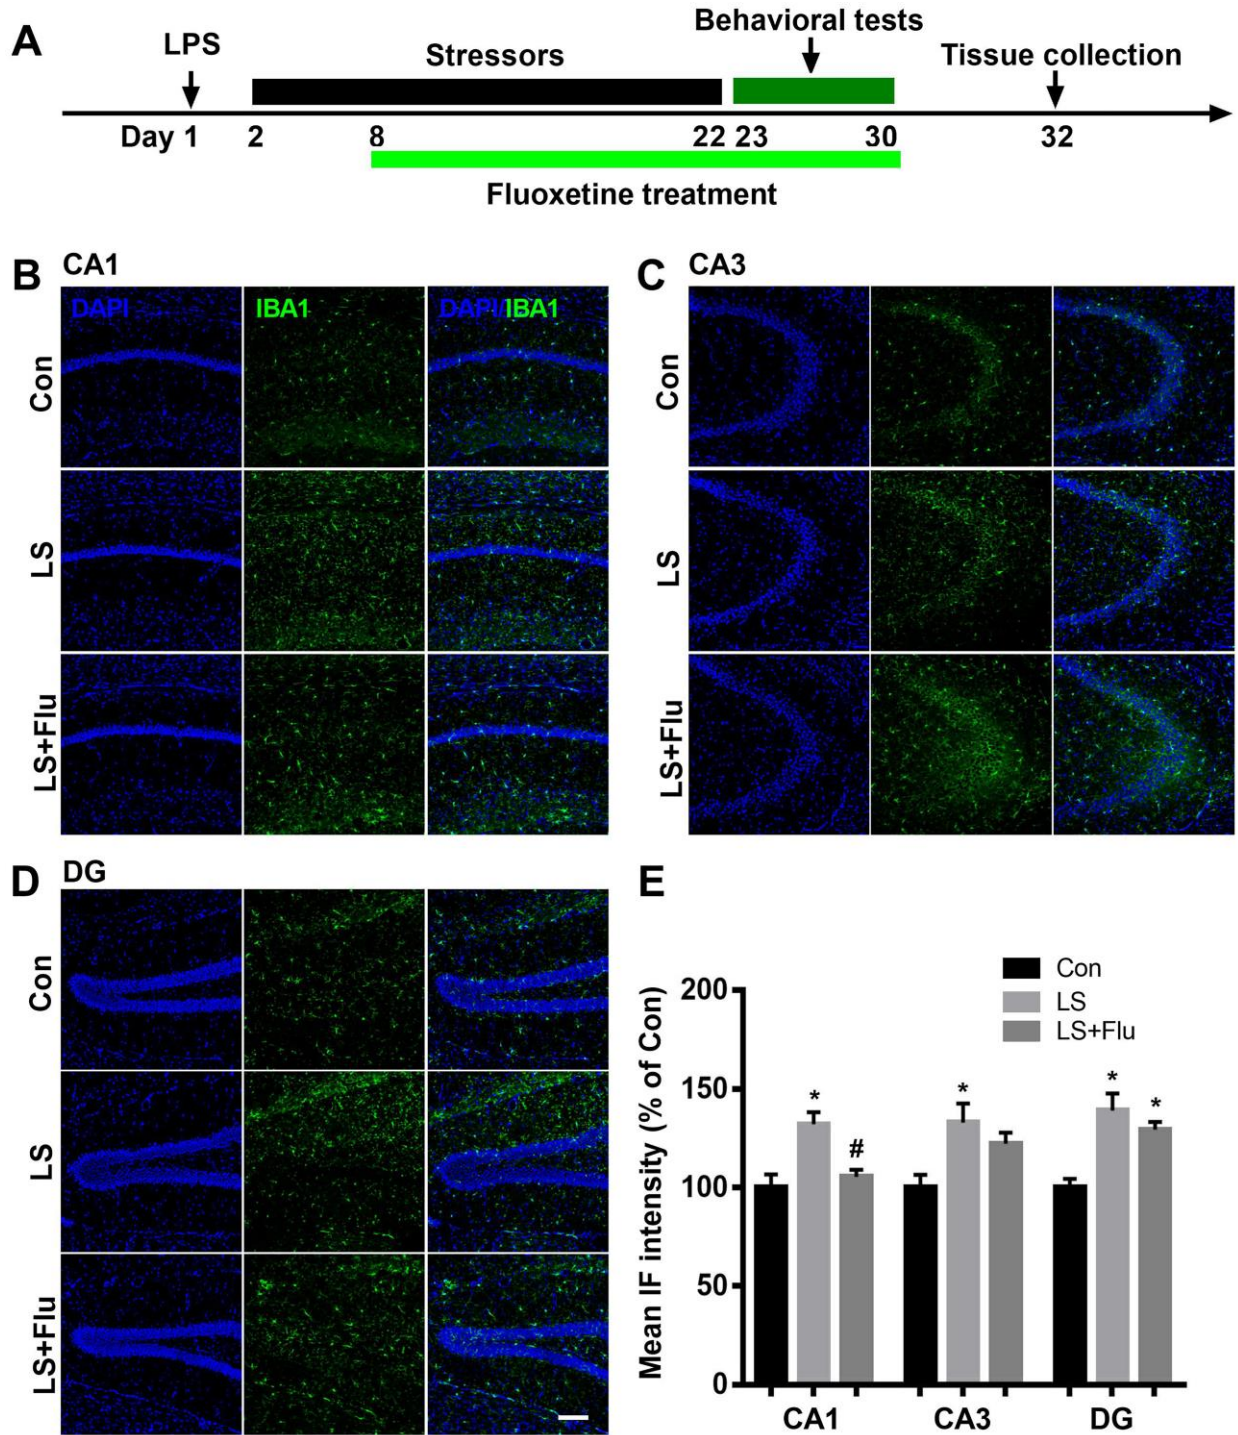 A
LPS
Stressors
Behavioral tests
Tissue collection
Day 1 2 8 22 23 30 32
Fluoxetine treatment
B CA1
DAPI IBA1 DAPI/IBA1
Con
LS
LS+Flu
C CA3
Con
LS
LS+Flu
D DG
Con
LS
LS+Flu
E
Con
LS
LS+Flu
Mean IF intensity (% of Con)
200
150
100
50
0
* # * * *
CA1 CA3 DG